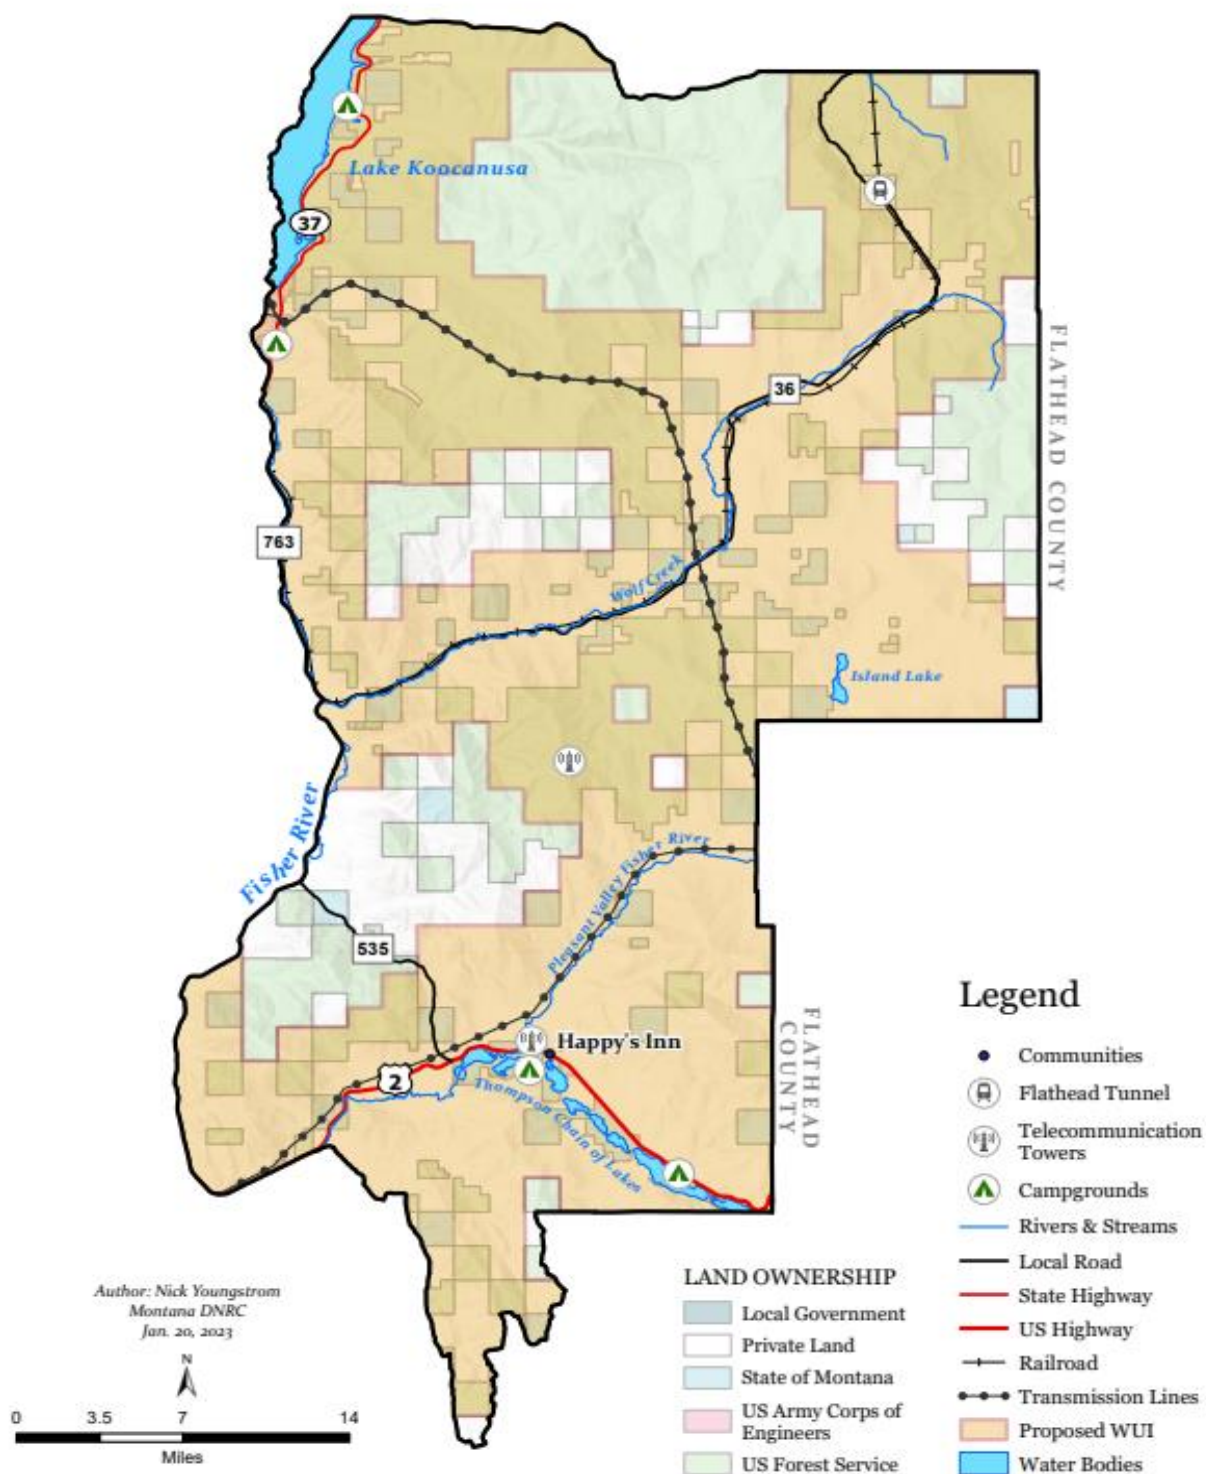 Lake Koocanusa
37
36
FLATHEAD COUNTY
763
Wolf Creek
Island Lake
Fisher River
Pleasant Valley Fisher River
535
Happy's Inn
2
Thompson Chain of Lakes
FLATHEAD
COUNTY
Legend
Communities
Flathead Tunnel
Telecommunication
Towers
Campgrounds
Rivers & Streams
Local Road
State Highway
US Highway
Railroad
Transmission Lines
Proposed WUI
Water Bodies
LAND OWNERSHIP
Local Government
Private Land
State of Montana
US Army Corps of
Engineers
US Forest Service
Author: Nick Youngstrom
Montana DNRC
Jan. 20, 2023
N
0 3.5 7 14
Miles